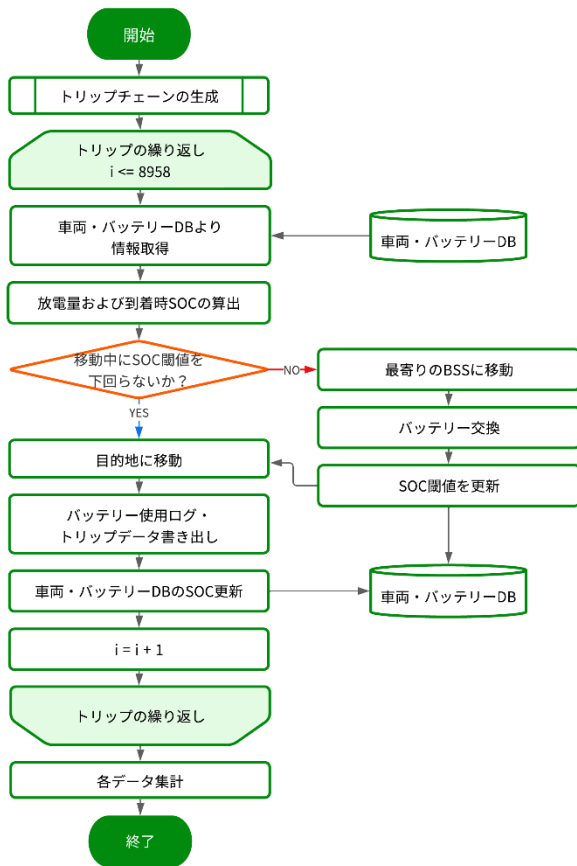 開始
トリップチェーンの生成
トリップの繰り返し
i <= 8958
車両・バッテリーDBより
情報取得
車両・バッテリーDB
放電量および到着時SOCの算出
移動中にSOC閾値を
下回らないか？
NO
最寄りのBSSに移動
YES
バッテリー交換
目的地に移動
SOC閾値を更新
バッテリー使用ログ・
トリップデータ書き出し
車両・バッテリーDBのSOC更新
車両・バッテリーDB
i = i + 1
トリップの繰り返し
各データ集計
終了